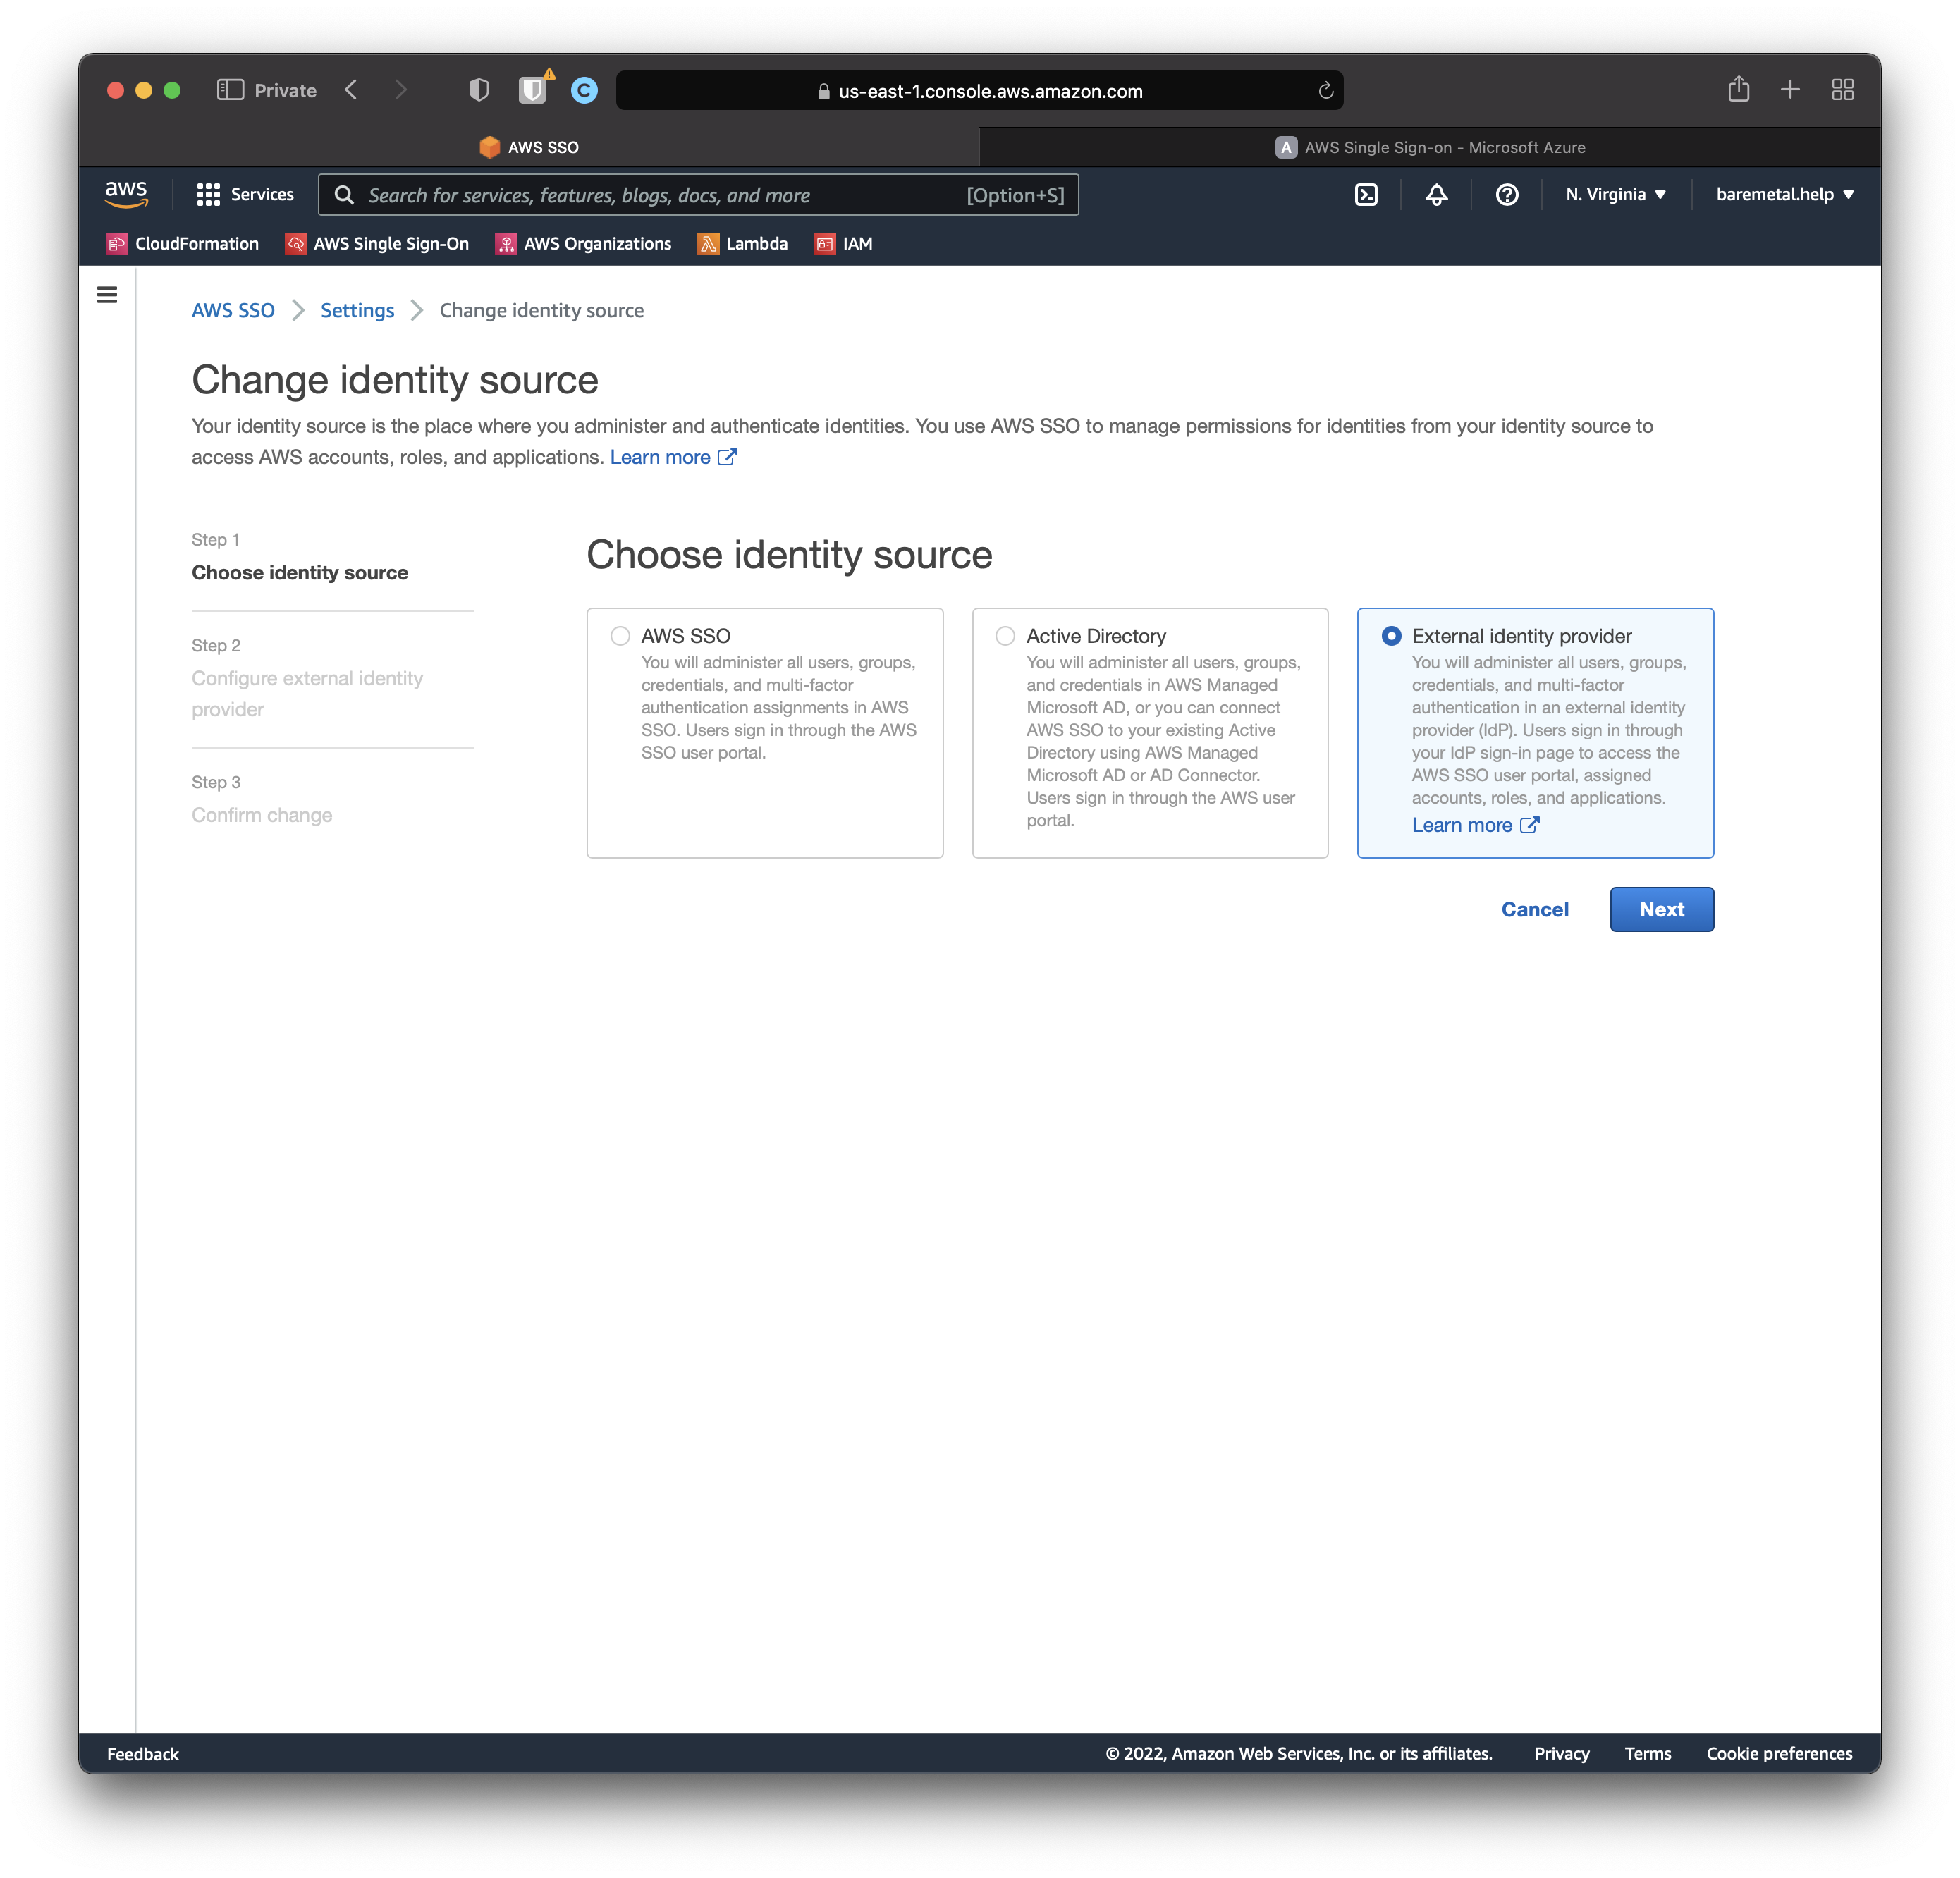 Private
us-east-1.console.aws.amazon.com
AWS SSO
A AWS Single Sign-on - Microsoft Azure
aws
Services
Search for services, features, blogs, docs, and more [Option+S]
N. Virginia ▼
baremetal.help ▼
CloudFormation
AWS Single Sign-On
AWS Organizations
Lambda
IAM
AWS SSO > Settings > Change identity source
Change identity source
Your identity source is the place where you administer and authenticate identities. You use AWS SSO to manage permissions for identities from your identity source to
access AWS accounts, roles, and applications. Learn more
Step 1
Choose identity source
Step 2
Configure external identity
provider
Step 3
Confirm change
Choose identity source
AWS SSO
You will administer all users, groups,
credentials, and multi-factor
authentication assignments in AWS
SSO. Users sign in through the AWS
SSO user portal.
Active Directory
You will administer all users, groups,
and credentials in AWS Managed
Microsoft AD, or you can connect
AWS SSO to your existing Active
Directory using AWS Managed
Microsoft AD or AD Connector.
Users sign in through the AWS user
portal.
External identity provider
You will administer all users, groups,
credentials, and multi-factor
authentication in an external identity
provider (IdP). Users sign in through
your IdP sign-in page to access the
AWS SSO user portal, assigned
accounts, roles, and applications.
Learn more
Cancel
Next
Feedback
© 2022, Amazon Web Services, Inc. or its affiliates.
Privacy
Terms
Cookie preferences